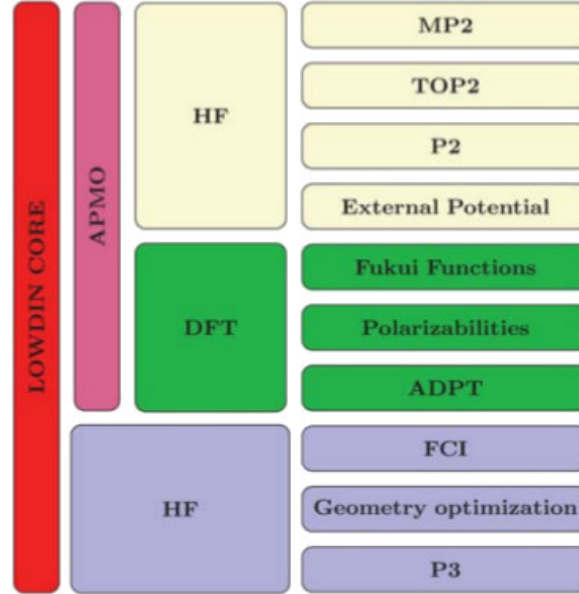 LOWDIN CORE
APMO
HF
MP2
TOP2
P2
External Potential
DFT
Fukui Functions
Polarizabilities
ADPT
HF
FCI
Geometry optimization
P3